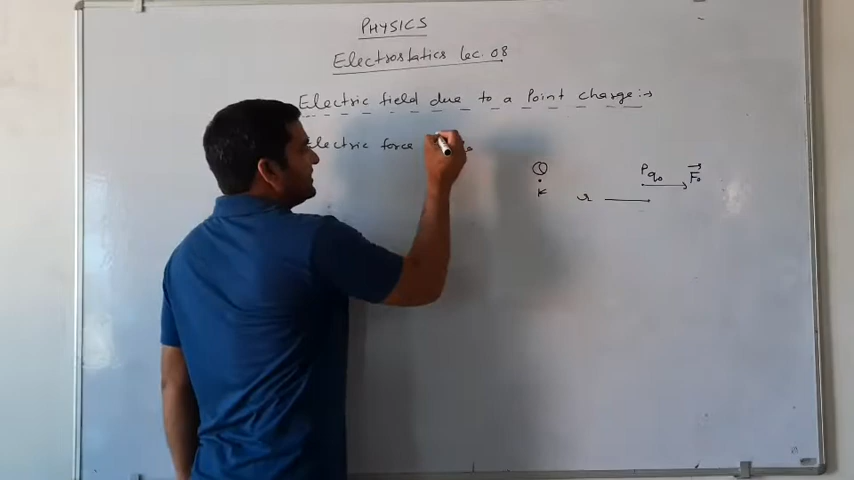 PHYSICS
Electrostatics Lec. 08
Electric field due to a Point charge :→
Electric force
Q
P q₀ F₀
r